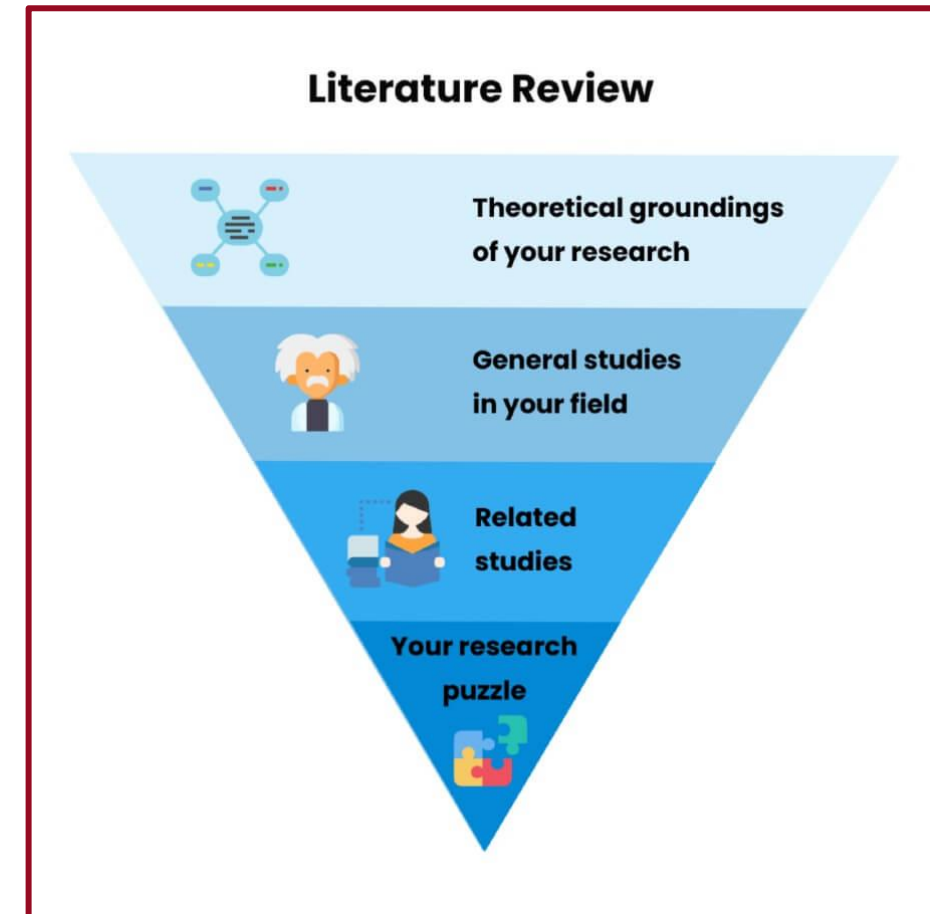 Literature Review
Theoretical groundings
of your research
General studies
in your field
Related
studies
Your research
puzzle